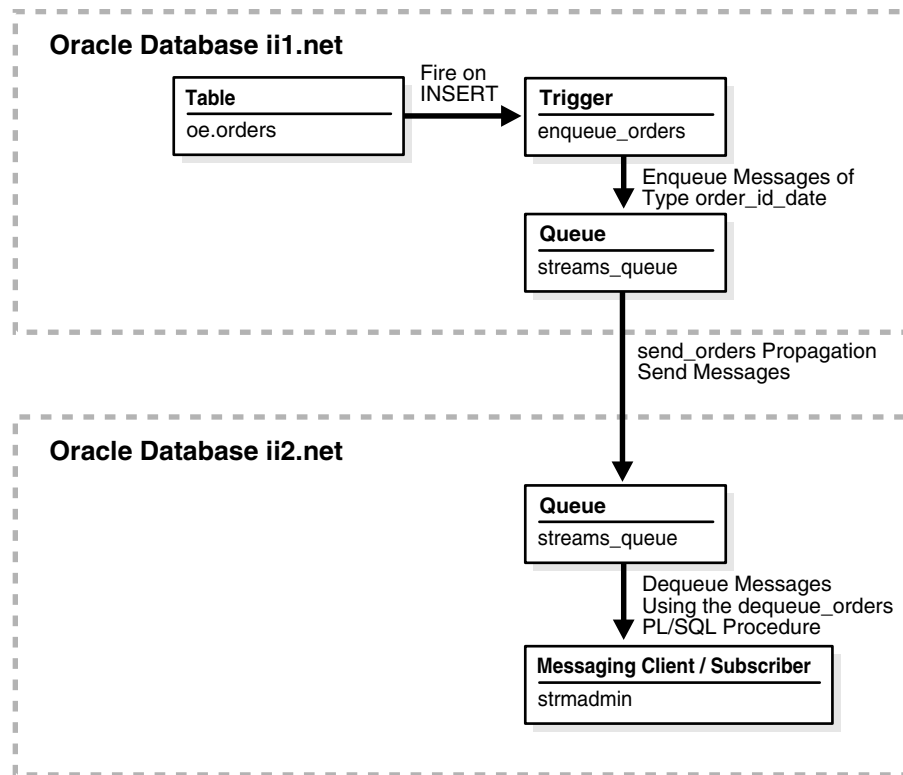 Oracle Database ii1.net
Table
oe.orders
Fire on
INSERT
Trigger
enqueue_orders
Enqueue Messages of
Type order_id_date
Queue
streams_queue
send_orders Propagation
Send Messages
Oracle Database ii2.net
Queue
streams_queue
Dequeue Messages
Using the dequeue_orders
PL/SQL Procedure
Messaging Client / Subscriber
strmadmin